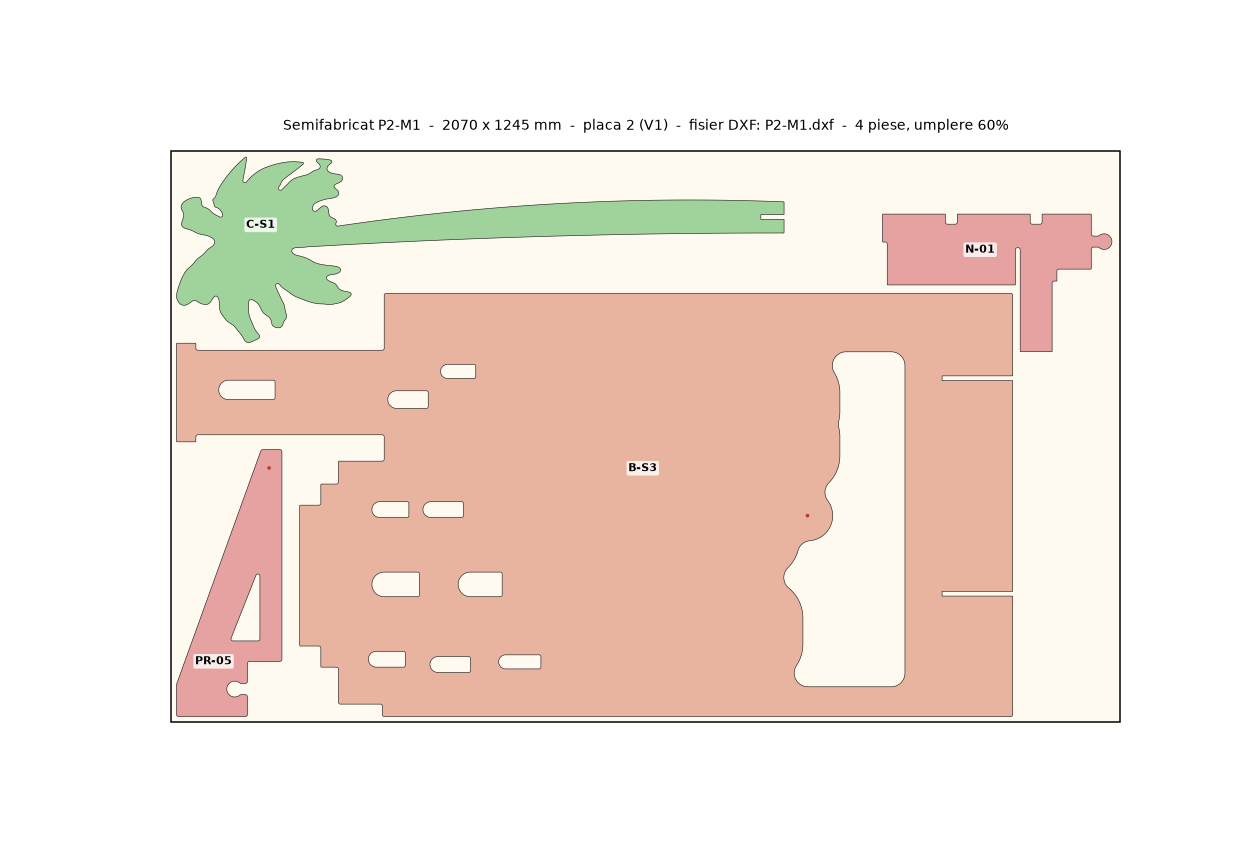 Semifabricat P2-M1 - 2070 x 1245 mm - placa 2 (V1) - fisier DXF: P2-M1.dxf - 4 piese, umplere 60%
C-S1
N-01
B-S3
PR-05